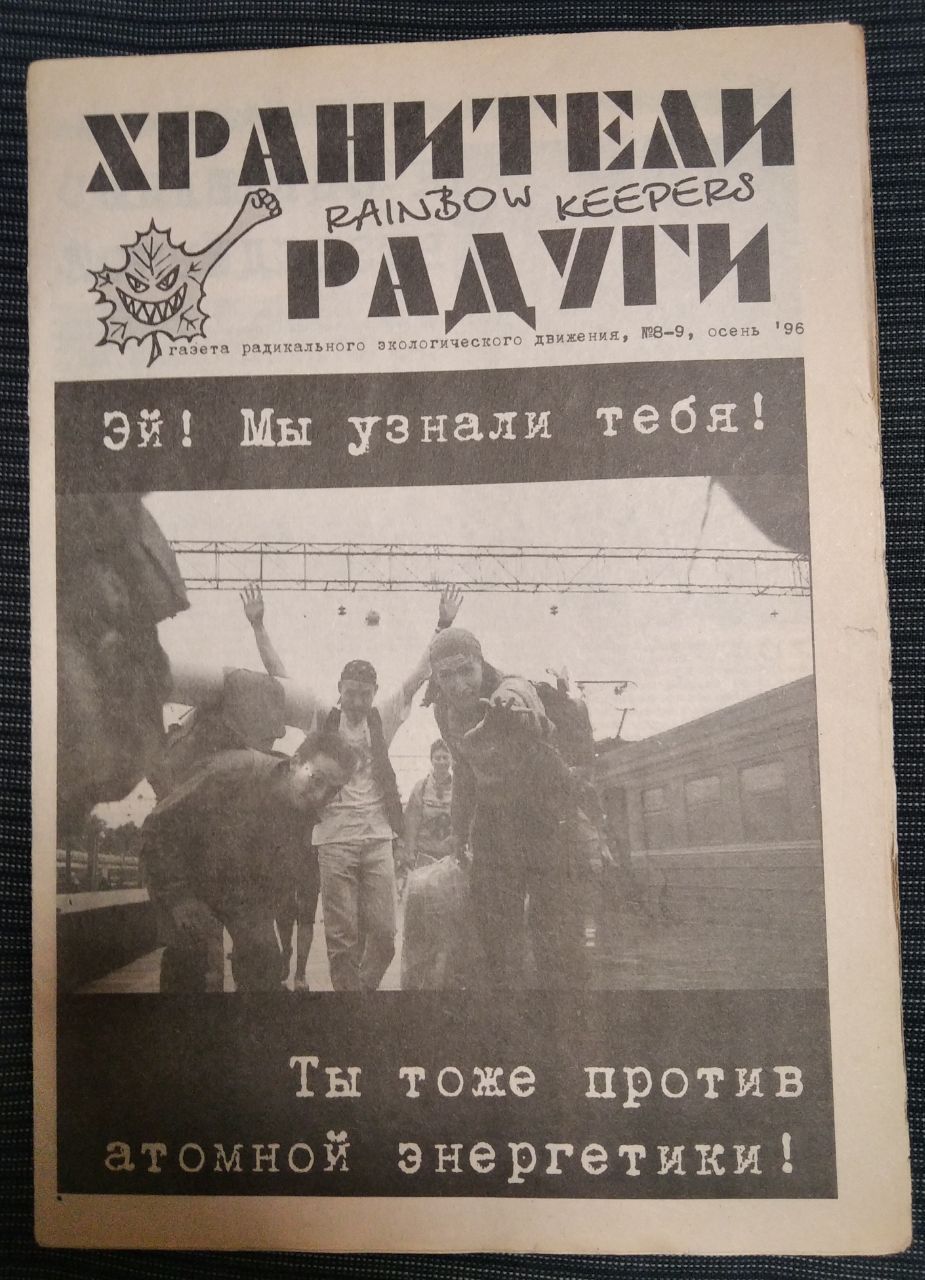 ХРАНИТЕЛИ
RAINBOW KEEPERS
РАДУГИ
газета радикального экологического движения, №8-9, осень '96
Эй! Мы узнали тебя!
Ты тоже против
атомной энергетики!